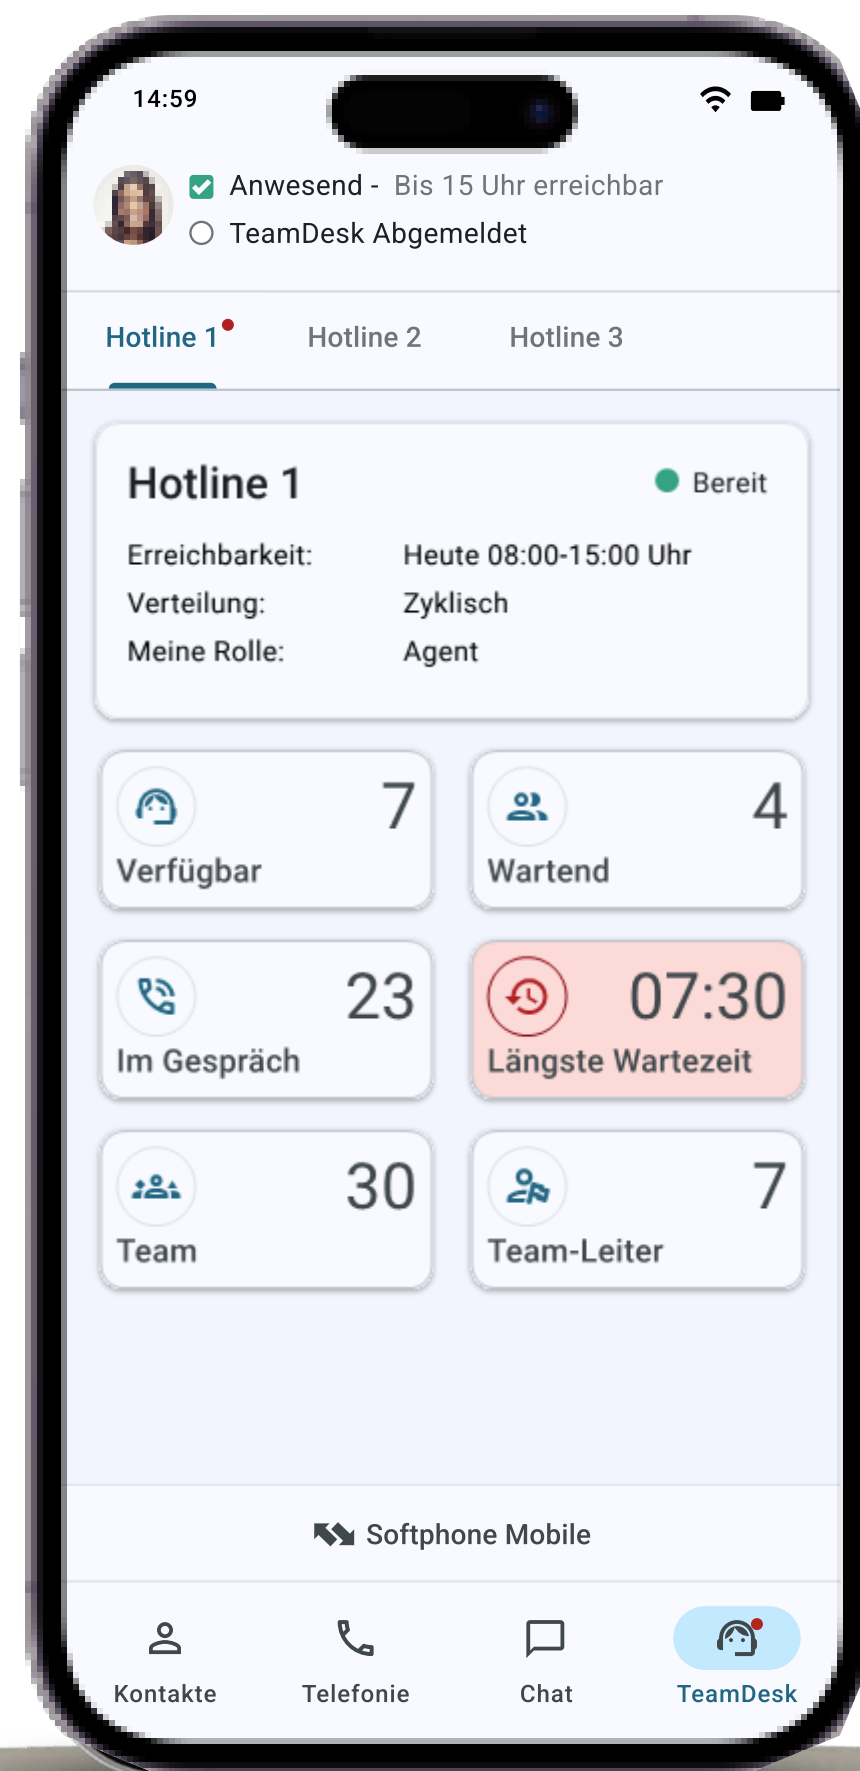 14:59
Anwesend - Bis 15 Uhr erreichbar
TeamDesk Abgemeldet
Hotline 1 Hotline 2 Hotline 3
Hotline 1 Bereit
Erreichbarkeit: Heute 08:00-15:00 Uhr
Verteilung: Zyklisch
Meine Rolle: Agent
7 4
Verfügbar Wartend
23 07:30
Im Gespräch Längste Wartezeit
30 7
Team Team-Leiter
Softphone Mobile
Kontakte Telefonie Chat TeamDesk